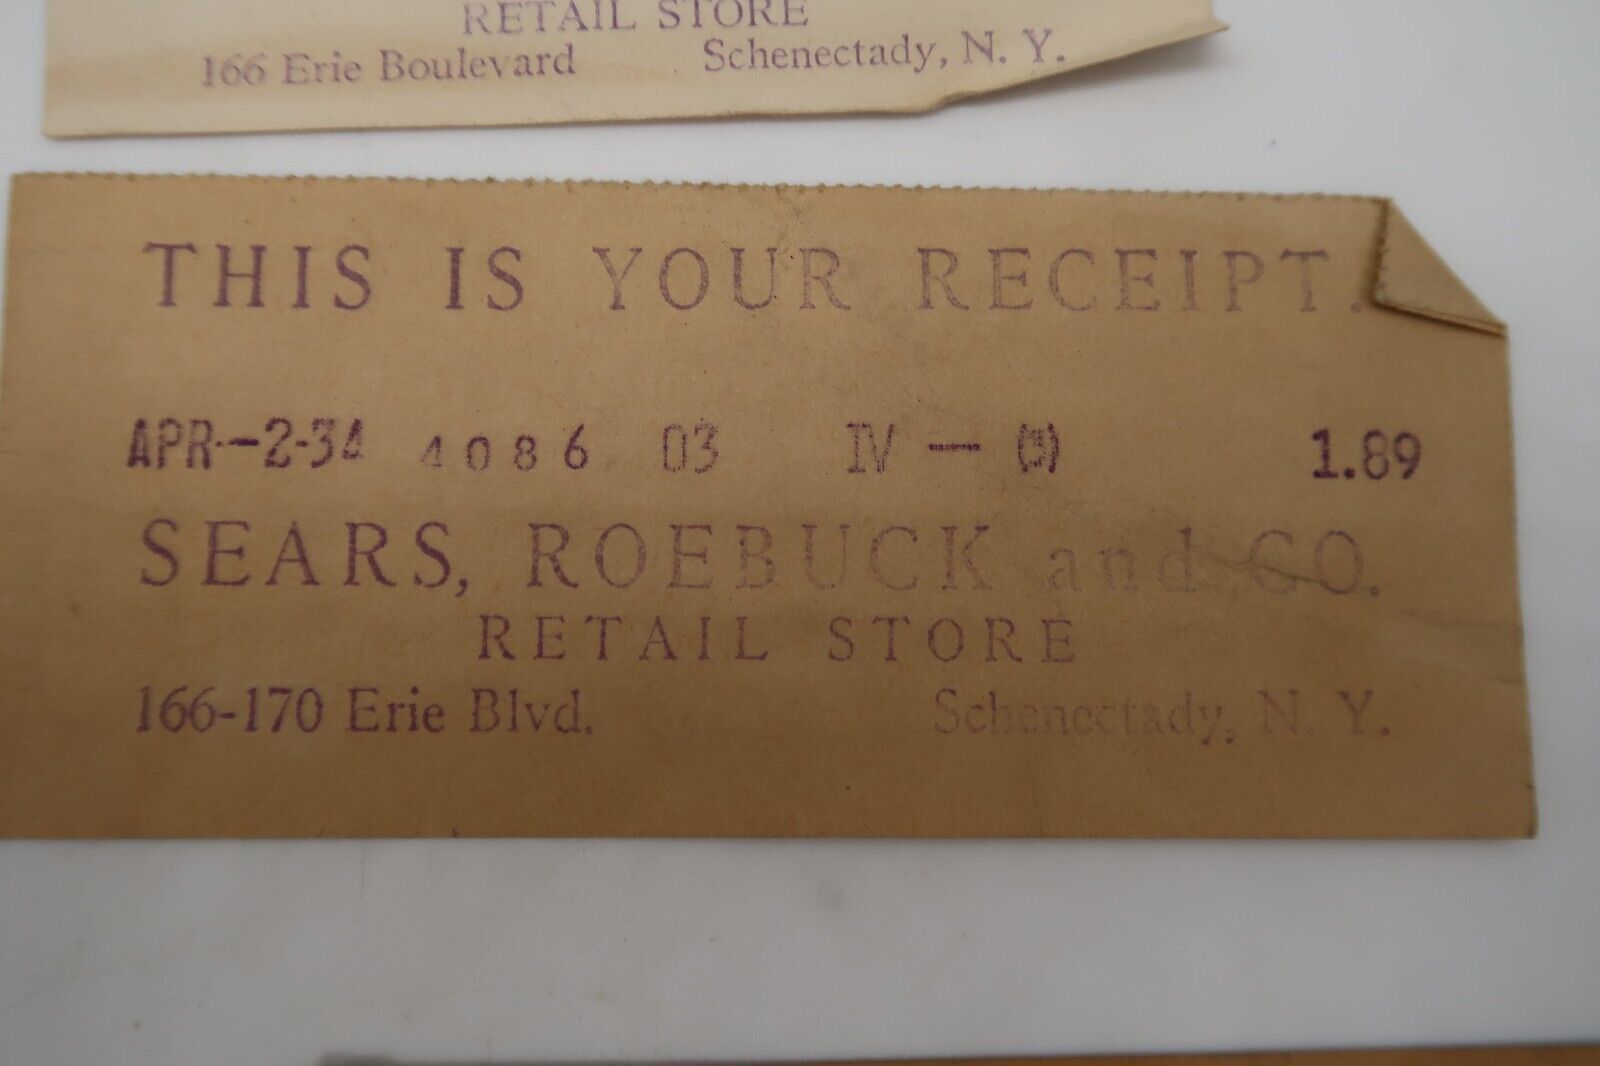 RETAIL STORE
166 Erie Boulevard Schenectady, N. Y.
THIS IS YOUR RECEIPT.
APR--2-34 4086 03 IV — 1.89
SEARS, ROEBUCK and CO.
RETAIL STORE
166-170 Erie Blvd. Schenectady, N. Y.